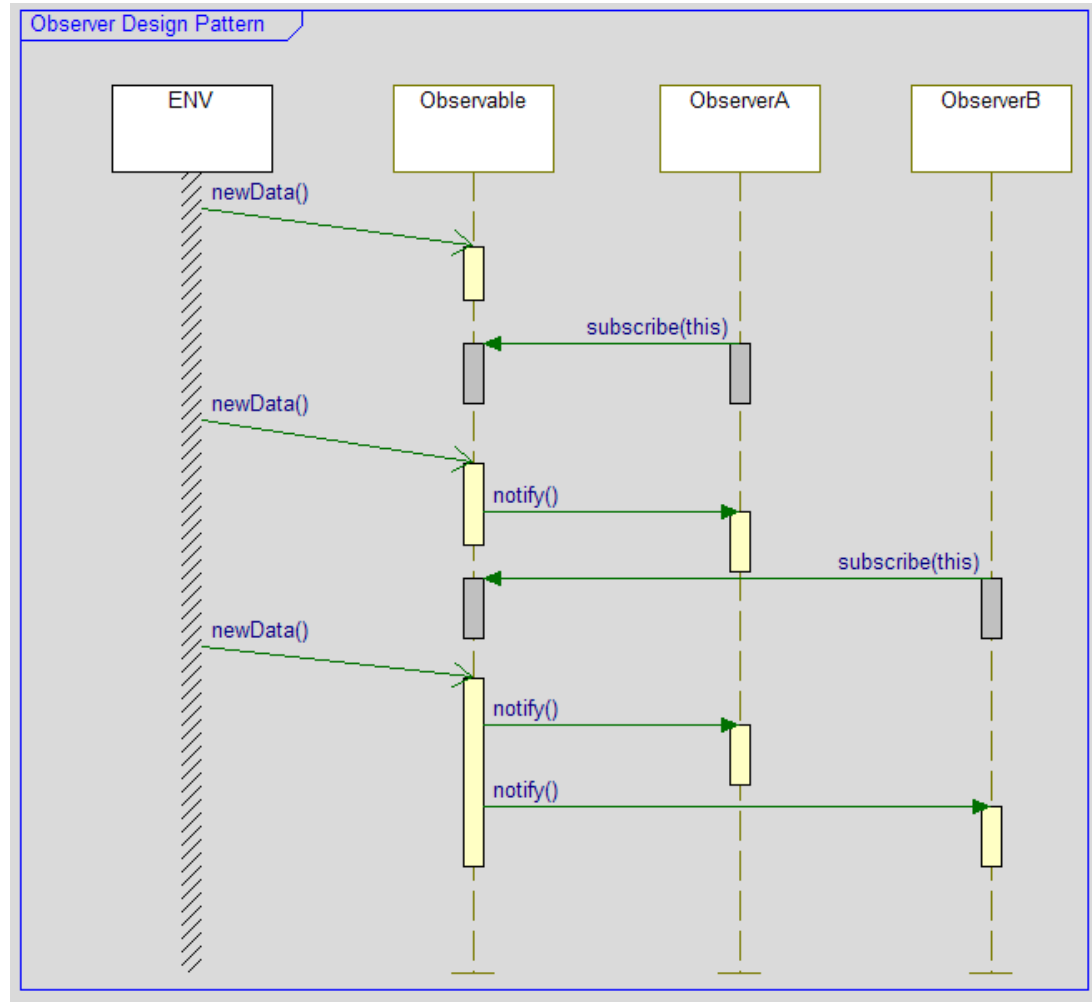 Observer Design Pattern
ENV
Observable
ObserverA
ObserverB
newData()
subscribe(this)
newData()
notify()
subscribe(this)
newData()
notify()
notify()